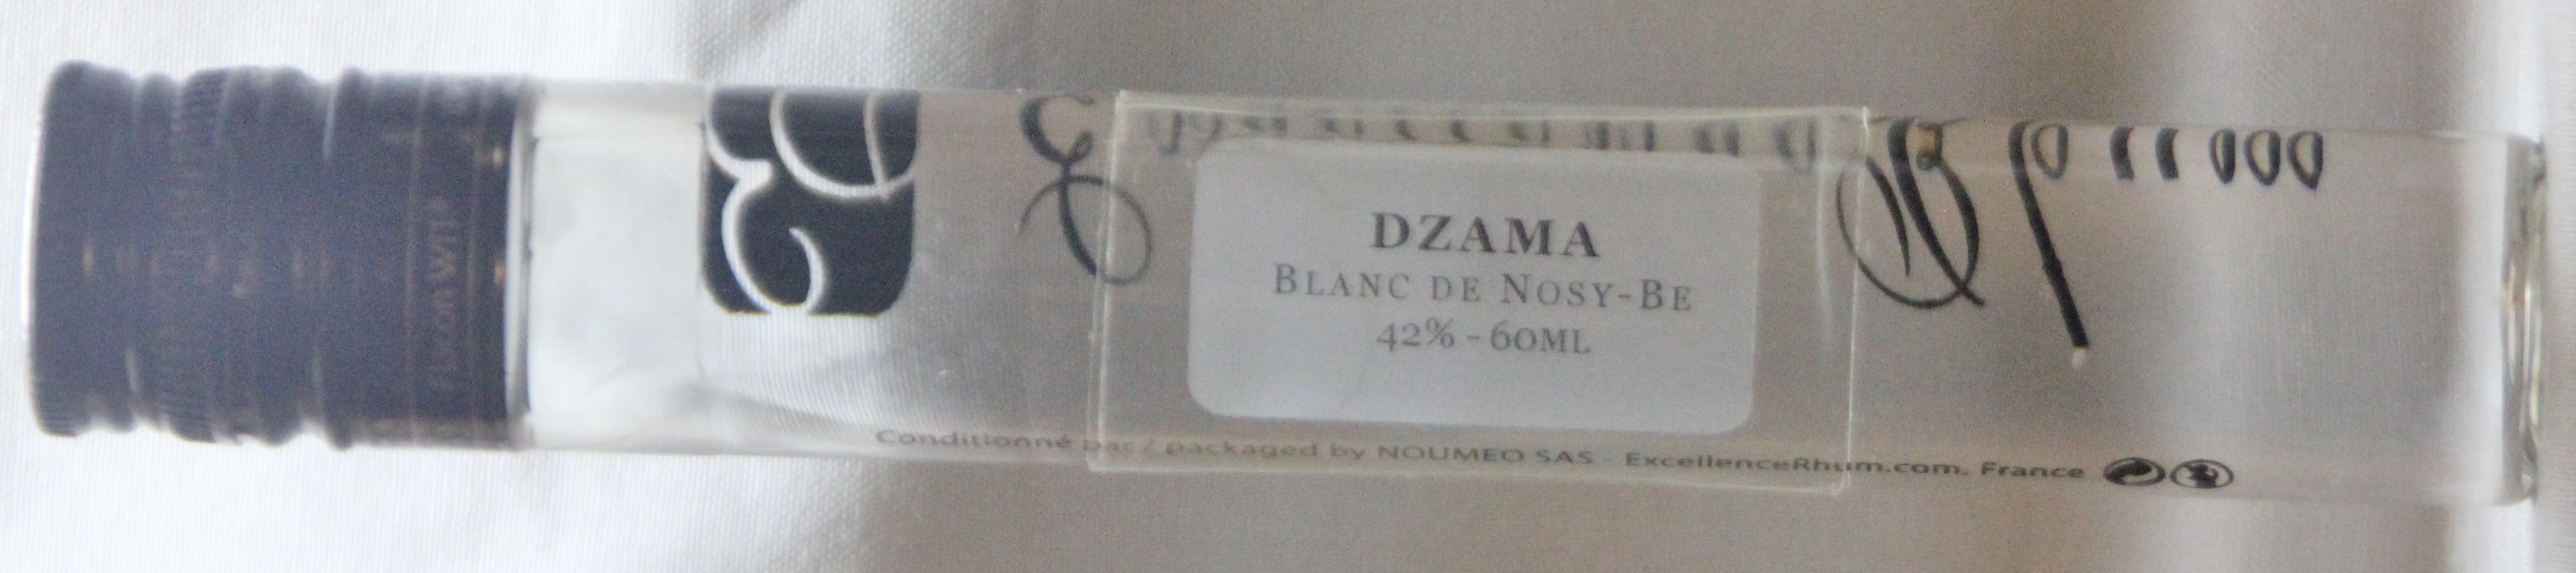 DZAMA
BLANC DE NOSY-BE
42% - 60ML
Conditionné par / packaged by NOUMEO SAS - ExcellenceRhum.com. France